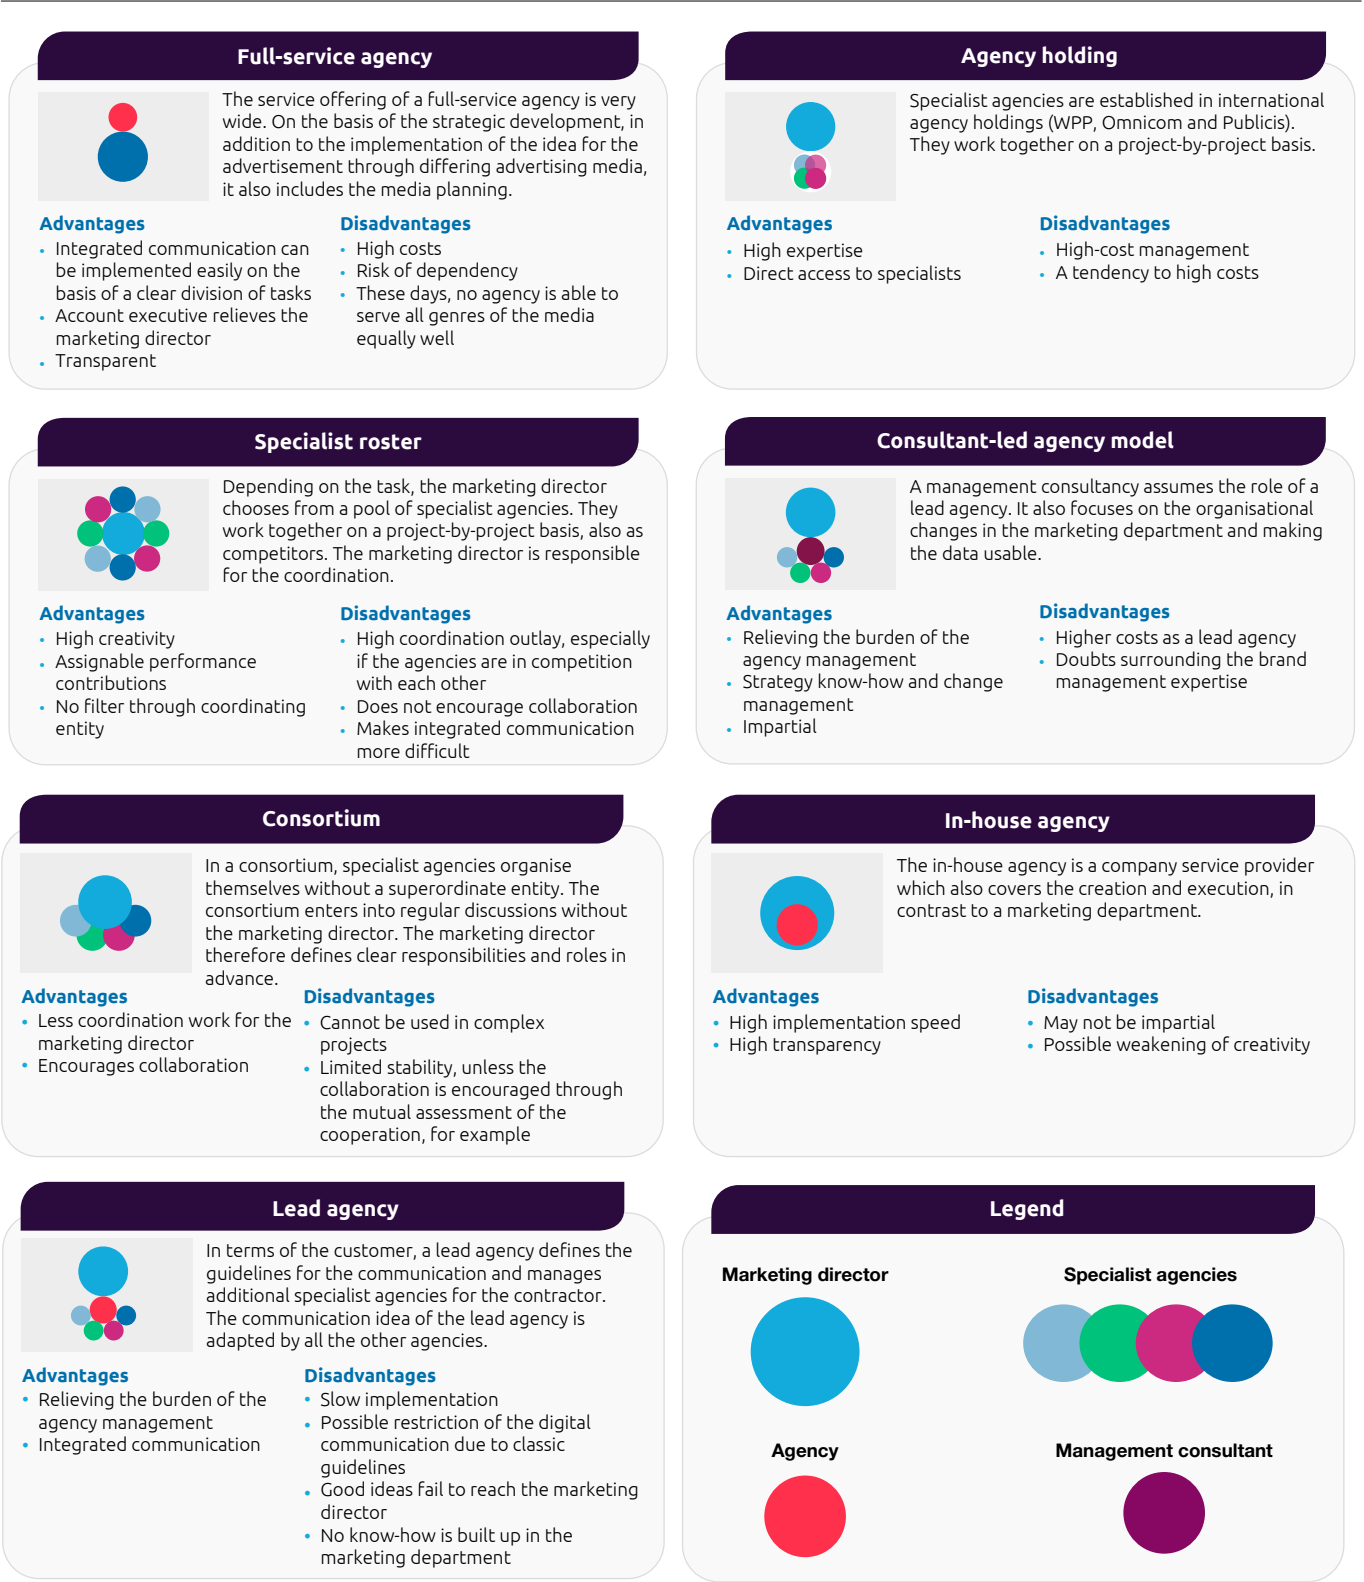 Full-service agency
The service offering of a full-service agency is very
wide. On the basis of the strategic development, in
addition to the implementation of the idea for the
advertisement through differing advertising media,
it also includes the media planning.
Advantages
• Integrated communication can
be implemented easily on the
basis of a clear division of tasks
• Account executive relieves the
marketing director
• Transparent
Disadvantages
• High costs
• Risk of dependency
• These days, no agency is able to
serve all genres of the media
equally well
Agency holding
Specialist agencies are established in international
agency holdings (WPP, Omnicom and Publicis).
They work together on a project-by-project basis.
Advantages
• High expertise
• Direct access to specialists
Disadvantages
• High-cost management
• A tendency to high costs
Specialist roster
Depending on the task, the marketing director
chooses from a pool of specialist agencies. They
work together on a project-by-project basis, also as
competitors. The marketing director is responsible
for the coordination.
Advantages
• High creativity
• Assignable performance
contributions
• No filter through coordinating
entity
Disadvantages
• High coordination outlay, especially
if the agencies are in competition
with each other
• Does not encourage collaboration
• Makes integrated communication
more difficult
Consultant-led agency model
A management consultancy assumes the role of a
lead agency. It also focuses on the organisational
changes in the marketing department and making
the data usable.
Advantages
• Relieving the burden of the
agency management
• Strategy know-how and change
management
• Impartial
Disadvantages
• Higher costs as a lead agency
• Doubts surrounding the brand
management expertise
Consortium
In a consortium, specialist agencies organise
themselves without a superordinate entity. The
consortium enters into regular discussions without
the marketing director. The marketing director
therefore defines clear responsibilities and roles in
advance.
Advantages
• Less coordination work for the
marketing director
• Encourages collaboration
Disadvantages
• Cannot be used in complex
projects
• Limited stability, unless the
collaboration is encouraged through
the mutual assessment of the
cooperation, for example
In-house agency
The in-house agency is a company service provider
which also covers the creation and execution, in
contrast to a marketing department.
Advantages
• High implementation speed
• High transparency
Disadvantages
• May not be impartial
• Possible weakening of creativity
Lead agency
In terms of the customer, a lead agency defines the
guidelines for the communication and manages
additional specialist agencies for the contractor.
The communication idea of the lead agency is
adapted by all the other agencies.
Advantages
• Relieving the burden of the
agency management
• Integrated communication
Disadvantages
• Slow implementation
• Possible restriction of the digital
communication due to classic
guidelines
• Good ideas fail to reach the marketing
director
• No know-how is built up in the
marketing department
Legend
Marketing director
Specialist agencies
Agency
Management consultant